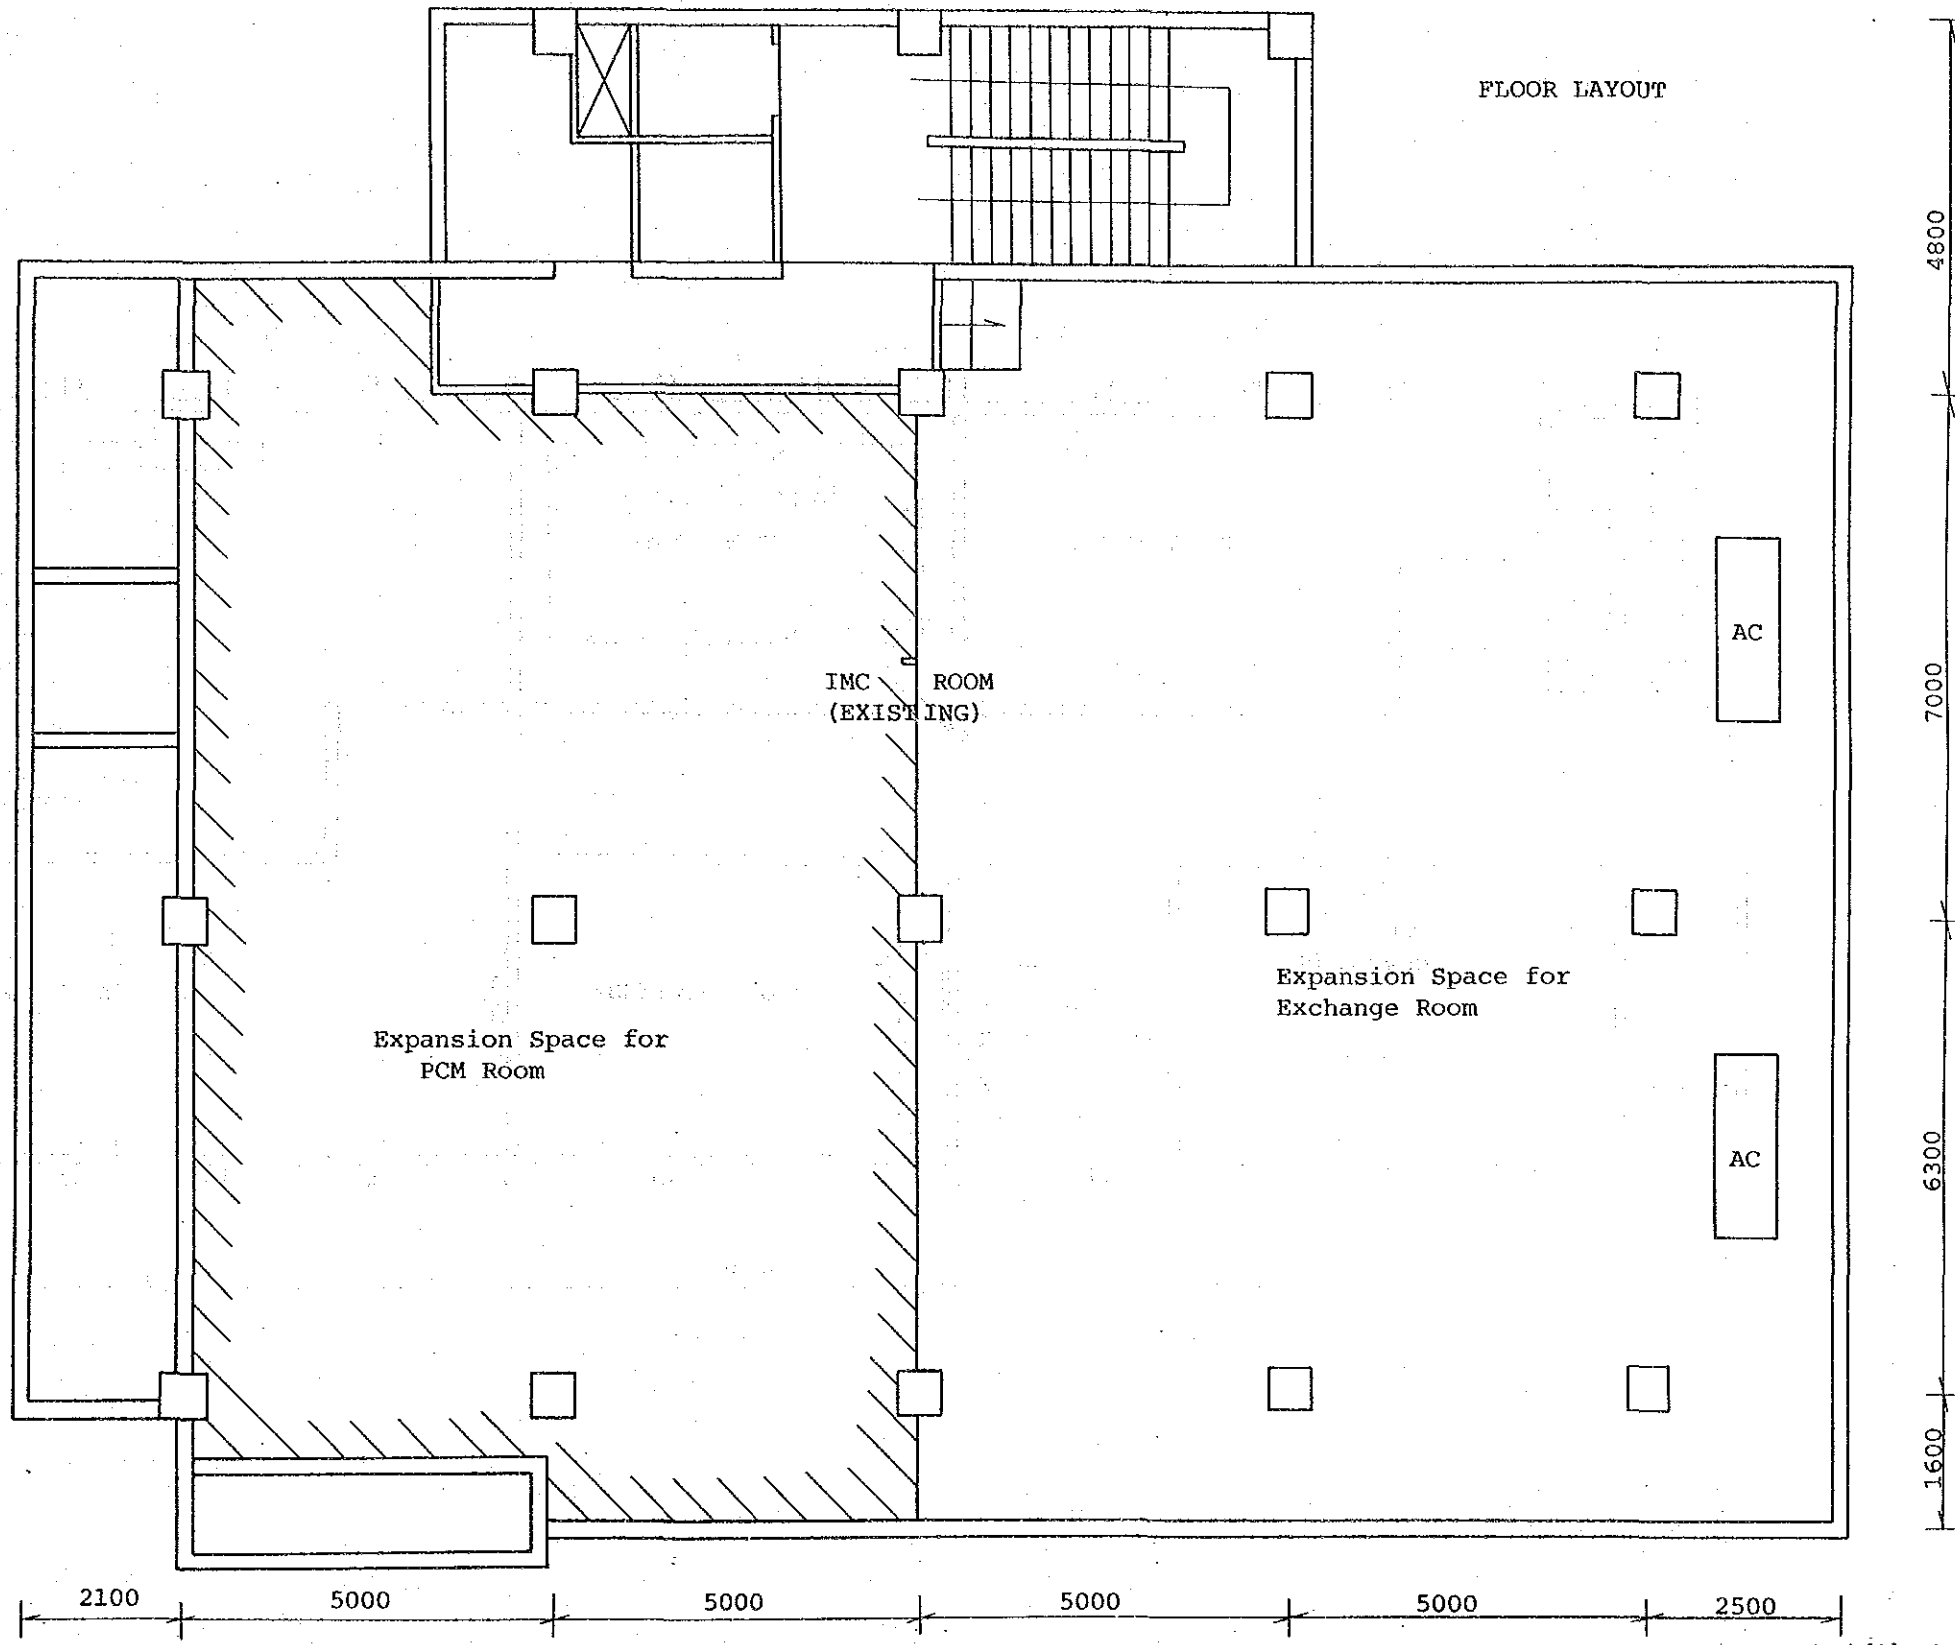 FLOOR LAYOUT
4800
AC
IMC ROOM
(EXISTING)
7000
Expansion Space for
Exchange Room
Expansion Space for
PCM Room
AC
6300
1600
2100 5000 5000 5000 5000 2500